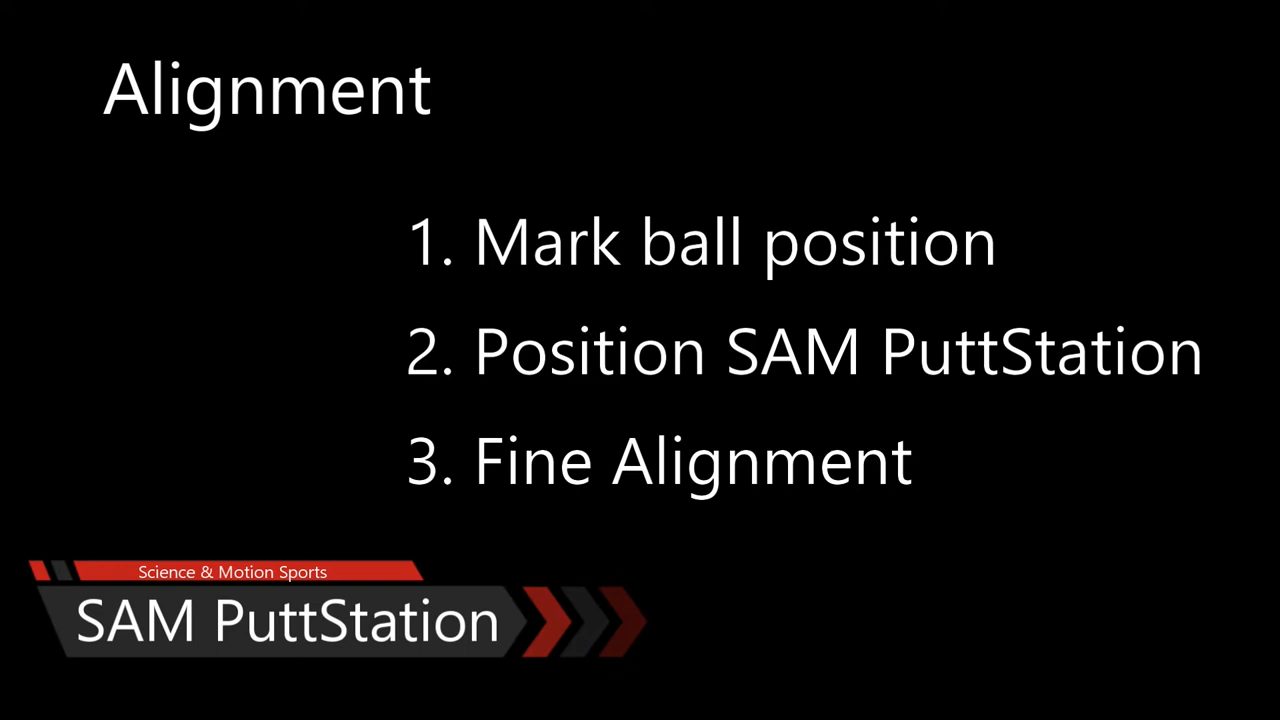 Alignment
1. Mark ball position
2. Position SAM PuttStation
3. Fine Alignment
Science & Motion Sports
SAM PuttStation